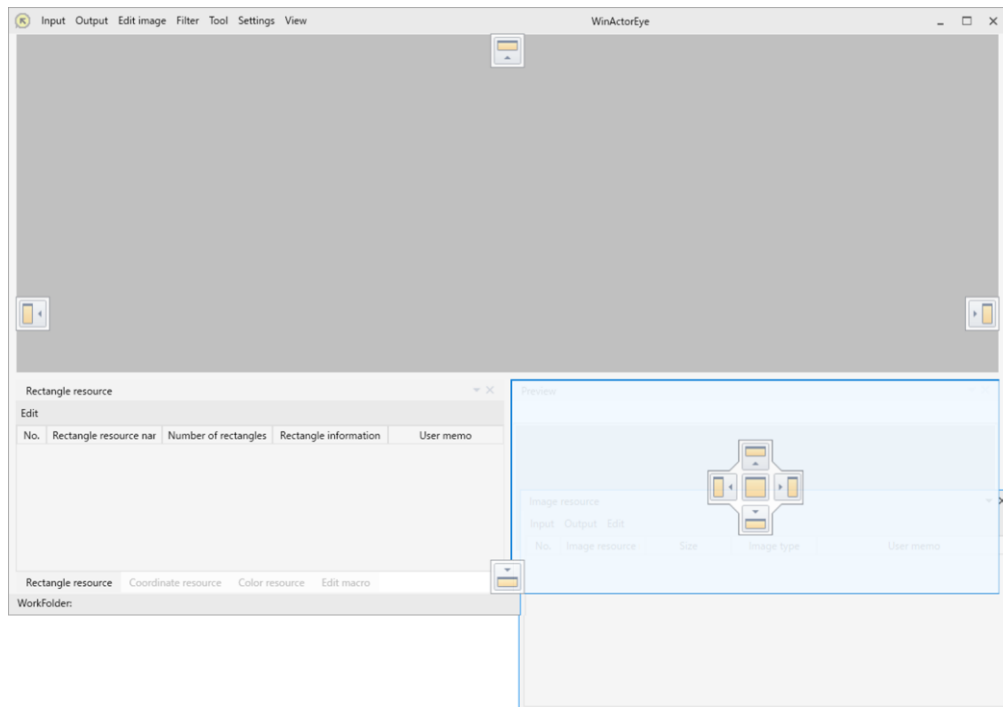 Input Output Edit image Filter Tool Settings View WinActorEye
Rectangle resource
Edit
No. Rectangle resource nar Number of rectangles Rectangle information User memo
Preview
Image resource
Input Output Edit
No. Image resource Size Image type User memo
Rectangle resource Coordinate resource Color resource Edit macro
WorkFolder: